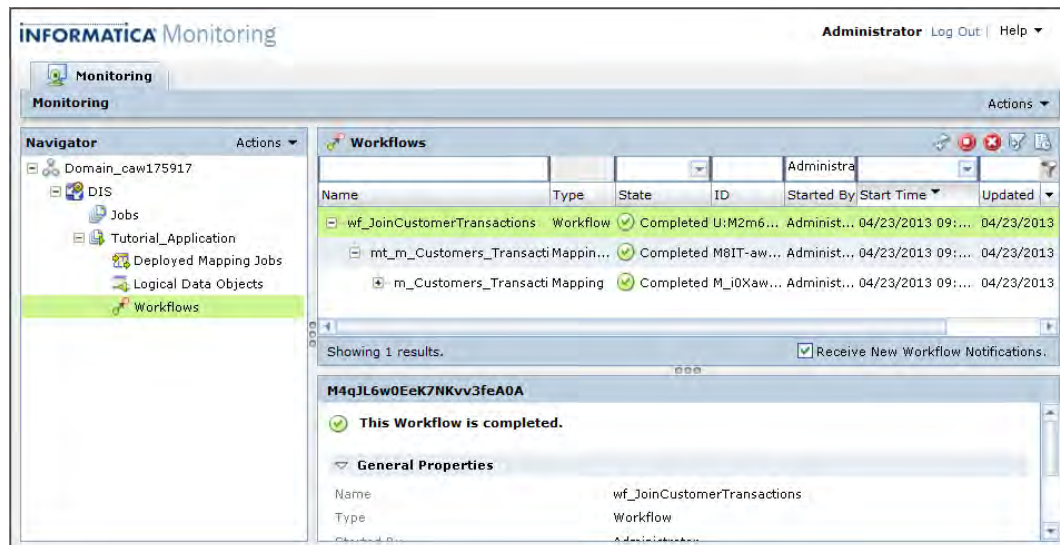 INFORMATICA Monitoring
Administrator Log Out | Help
Monitoring
Monitoring Actions
Navigator Actions
Domain_caw175917
DIS
Jobs
Tutorial_Application
Deployed Mapping Jobs
Logical Data Objects
Workflows
Workflows
Administra
Name Type State ID Started By Start Time Updated
wf_JoinCustomerTransactions Workflow Completed U:M2m6... Administ... 04/23/2013 09:... 04/23/2013
mt_m_Customers_Transacti Mappin... Completed M8IT-aw... Administ... 04/23/2013 09:... 04/23/2013
m_Customers_Transacti Mapping Completed M_i0Xaw... Administ... 04/23/2013 09:... 04/23/2013
Showing 1 results. Receive New Workflow Notifications.
M4qJL6w0EeK7NKvv3feA0A
This Workflow is completed.
General Properties
Name wf_JoinCustomerTransactions
Type Workflow
Started By Administrator